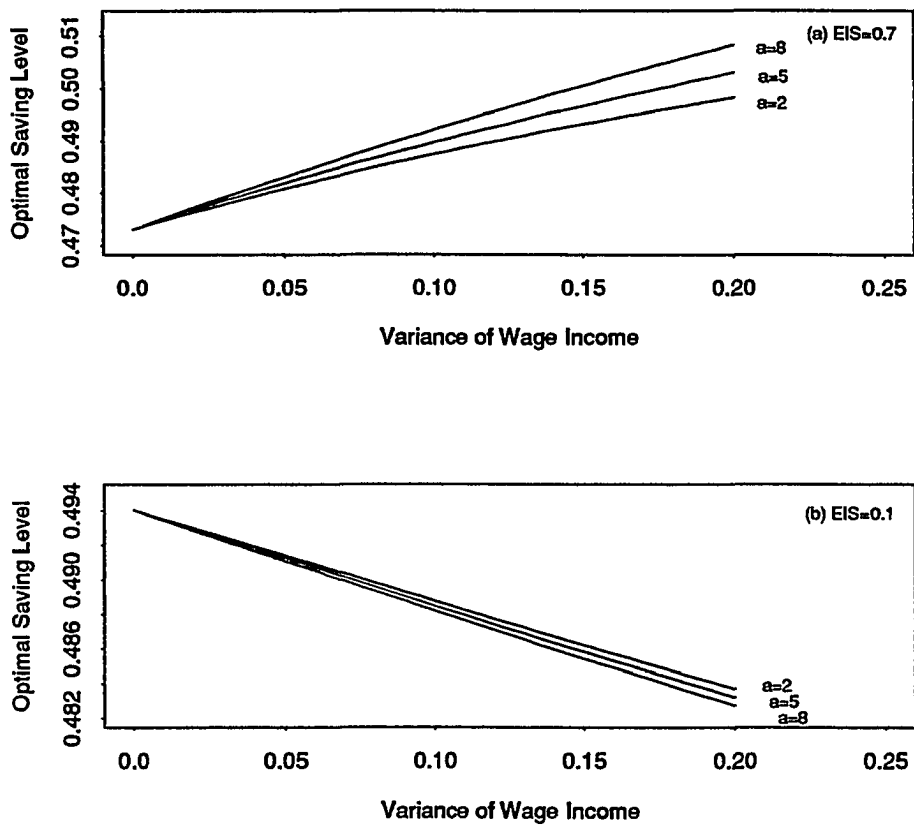 Optimal Saving Level
0.51
0.50
0.49
0.48
0.47
(a) EIS=0.7
a=8
a=5
a=2
0.0 0.05 0.10 0.15 0.20 0.25
Variance of Wage Income
Optimal Saving Level
0.494
0.490
0.486
0.482
(b) EIS=0.1
a=2
a=5
a=8
0.0 0.05 0.10 0.15 0.20 0.25
Variance of Wage Income